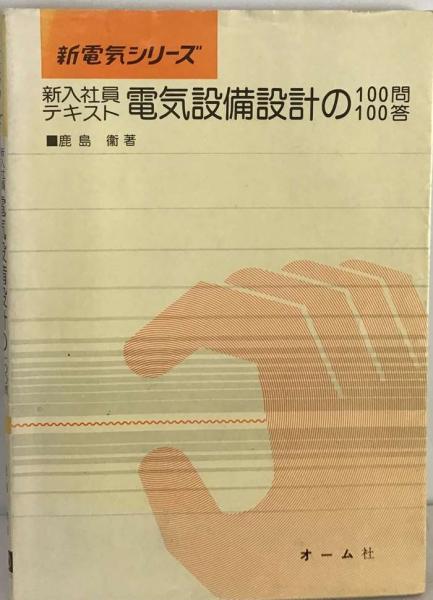 新電気シリーズ
新入社員
テキスト
電気設備設計の
100問
100答
■鹿島 衞著
オーム社